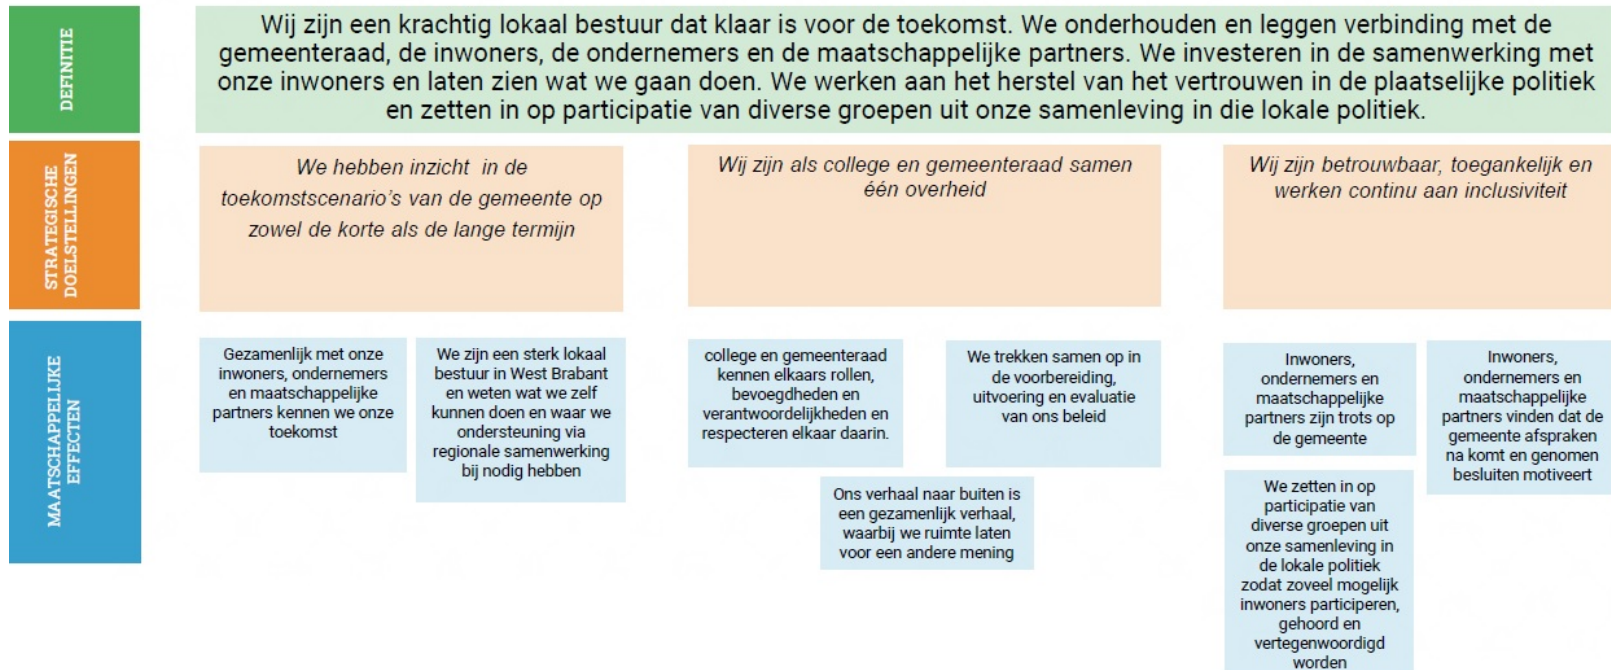 DEFINITIE
Wij zijn een krachtig lokaal bestuur dat klaar is voor de toekomst. We onderhouden en leggen verbinding met de
gemeenteraad, de inwoners, de ondernemers en de maatschappelijke partners. We investeren in de samenwerking met
onze inwoners en laten zien wat we gaan doen. We werken aan het herstel van het vertrouwen in de plaatselijke politiek
en zetten in op participatie van diverse groepen uit onze samenleving in die lokale politiek.
STRATEGISCHE
DOELSTELLINGEN
We hebben inzicht in de
toekomstscenario's van de gemeente op
zowel de korte als de lange termijn
Wij zijn als college en gemeenteraad samen
één overheid
Wij zijn betrouwbaar, toegankelijk en
werken continu aan inclusiviteit
MAATSCHAPPELIJKE
EFFECTEN
Gezamenlijk met onze
inwoners, ondernemers
en maatschappelijke
partners kennen we onze
toekomst
We zijn een sterk lokaal
bestuur in West Brabant
en weten wat we zelf
kunnen doen en waar we
ondersteuning via
regionale samenwerking
bij nodig hebben
college en gemeenteraad
kennen elkaars rollen,
bevoegdheden en
verantwoordelijkheden en
respecteren elkaar daarin.
We trekken samen op in
de voorbereiding,
uitvoering en evaluatie
van ons beleid
Ons verhaal naar buiten is
een gezamenlijk verhaal,
waarbij we ruimte laten
voor een andere mening
Inwoners,
ondernemers en
maatschappelijke
partners zijn trots op
de gemeente
Inwoners,
ondernemers en
maatschappelijke
partners vinden dat de
gemeente afspraken
na komt en genomen
besluiten motiveert
We zetten in op
participatie van
diverse groepen uit
onze samenleving in
de lokale politiek
zodat zoveel mogelijk
inwoners participeren,
gehoord en
vertegenwoordigd
worden